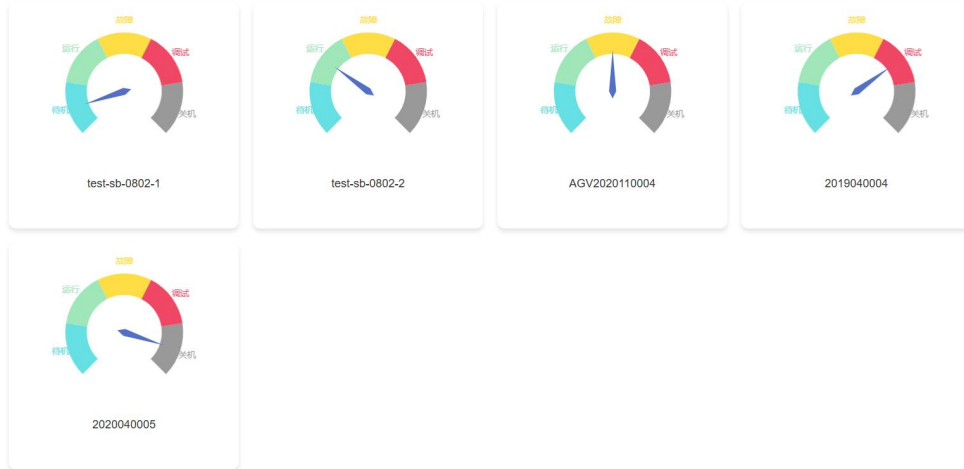 故障
运行
调试
待机
关机
test-sb-0802-1
故障
运行
调试
待机
关机
test-sb-0802-2
故障
运行
调试
待机
关机
AGV2020110004
故障
运行
调试
待机
关机
2019040004
故障
运行
调试
待机
关机
2020040005